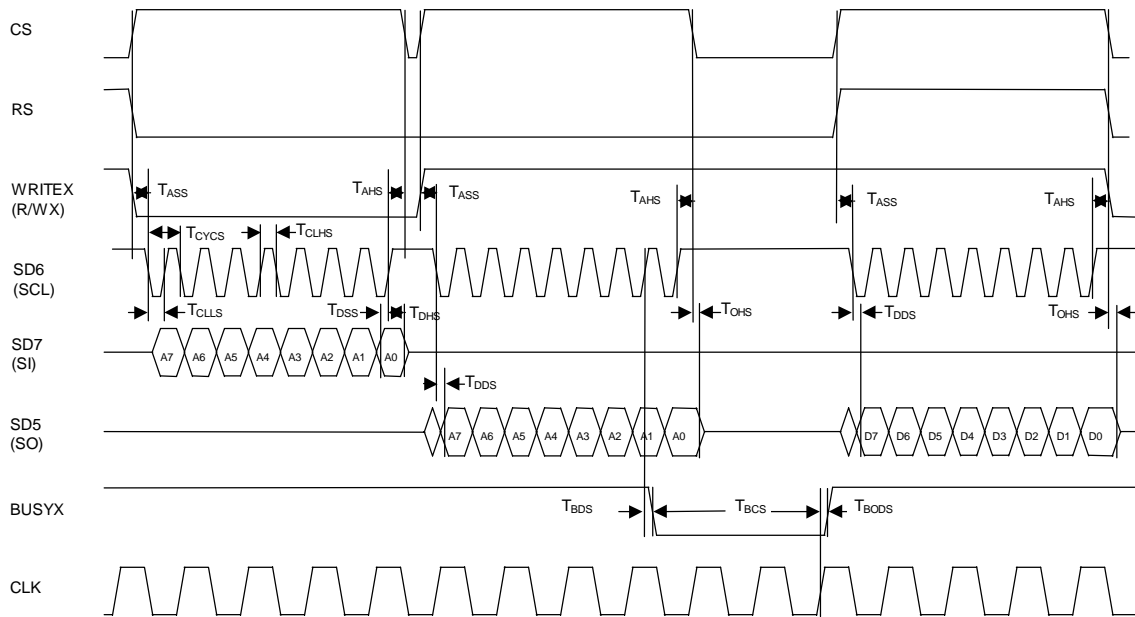 CS
RS
WRITEX
(R/WX)
TASS TAHS TASS TAHS TASS TAHS
TCYCS TCLHS
SD6
(SCL)
TCLLS TDSS TDHS TOHS TDDS TOHS
SD7
(SI)
A7 A6 A5 A4 A3 A2 A1 A0
TDDS
SD5
(SO)
A7 A6 A5 A4 A3 A2 A1 A0 D7 D6 D5 D4 D3 D2 D1 D0
BUSYX
TBDS TBCS TBODS
CLK